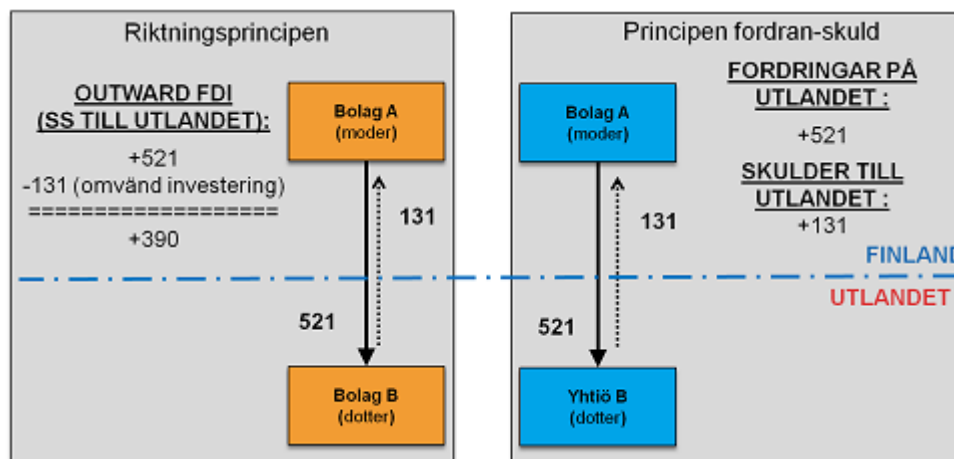 Riktningsprincipen
OUTWARD FDI
(SS TILL UTLANDET):
+521
-131 (omvänd investering)
===================
+390
Bolag A
(moder)
131
521
Bolag B
(dotter)
Principen fordran-skuld
Bolag A
(moder)
131
521
Yhtiö B
(dotter)
FORDRINGAR PÅ
UTLANDET :
+521
SKULDER TILL
UTLANDET :
+131
FINLAND
UTLANDET